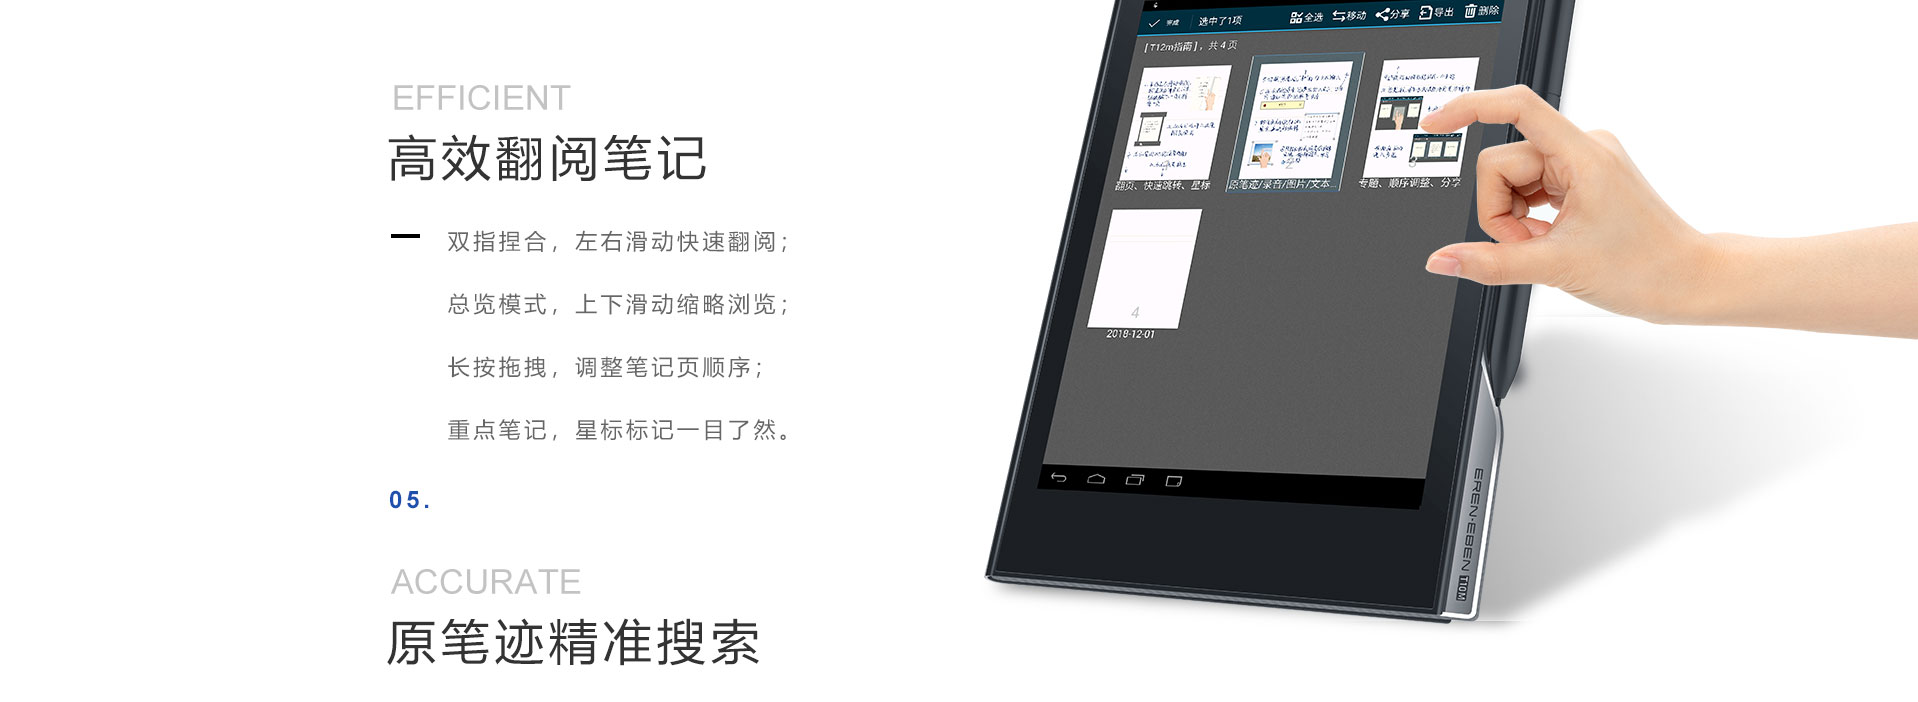 EFFICIENT
高效翻阅笔记
双指捏合，左右滑动快速翻阅；
总览模式，上下滑动缩略浏览；
长按拖拽，调整笔记页顺序；
重点笔记，星标标记一目了然。
05.
ACCURATE
原笔迹精准搜索
完成 选中了1项 全选 移动 分享 导出 删除
[T12m指南]，共4页
翻页、快速跳转、星标
原笔迹/录音/图片/文本...
专题、顺序调整、分享
4
2018-12-01
EREN·EBEN T10M